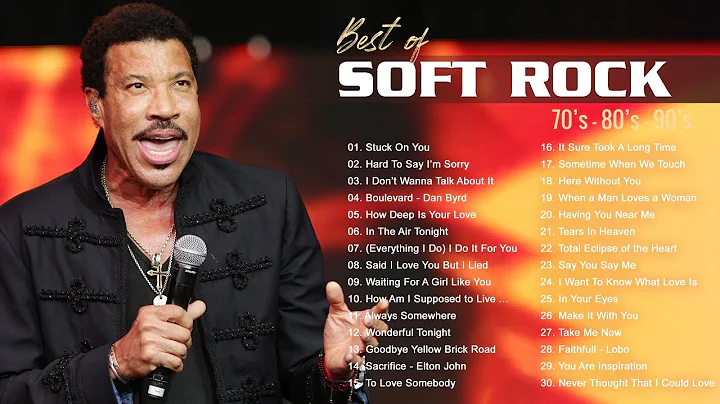 Best of
SOFT ROCK
70's - 80's - 90's
01. Stuck On You
02. Hard To Say I'm Sorry
03. I Don't Wanna Talk About It
04. Boulevard - Dan Byrd
05. How Deep Is Your Love
06. In The Air Tonight
07. (Everything I Do) I Do It For You
08. Said I Love You But I Lied
09. Waiting For A Girl Like You
10. How Am I Supposed to Live ...
11. Always Somewhere
12. Wonderful Tonight
13. Goodbye Yellow Brick Road
14. Sacrifice - Elton John
15. To Love Somebody
16. It Sure Took A Long Time
17. Sometime When We Touch
18. Here Without You
19. When a Man Loves a Woman
20. Having You Near Me
21. Tears In Heaven
22. Total Eclipse of the Heart
23. Say You Say Me
24. I Want To Know What Love Is
25. In Your Eyes
26. Make It With You
27. Take Me Now
28. Faithfull - Lobo
29. You Are Inspiration
30. Never Thought That I Could Love